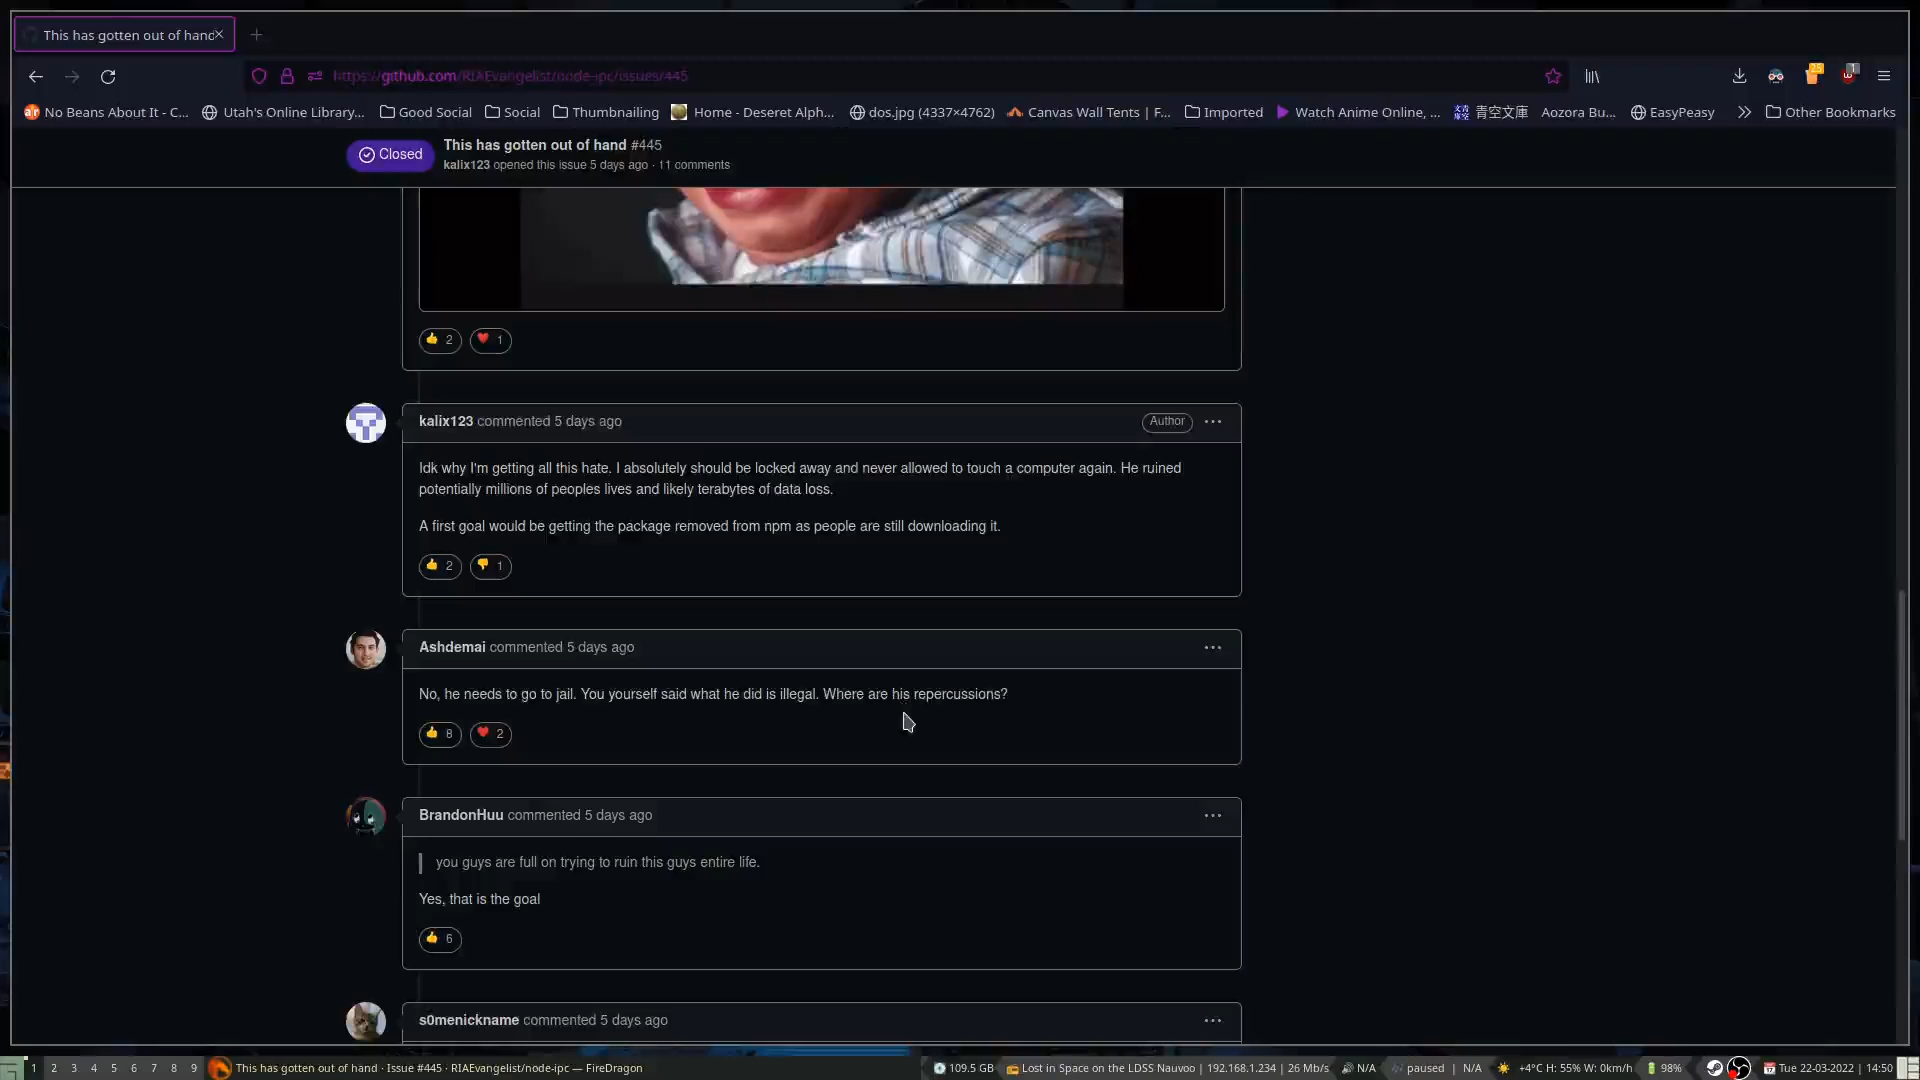 This has gotten out of hand
https://github.com/RIAEvangelist/node-ipc/issues/445
25
1
No Beans About It - C...
Utah's Online Library...
Good Social
Social
Thumbnailing
Home - Deseret Alph...
dos.jpg (4337×4762)
Canvas Wall Tents | F...
Imported
Watch Anime Online, ...
青空文庫 Aozora Bu...
EasyPeasy
Other Bookmarks
Closed
This has gotten out of hand #445
kalix123 opened this issue 5 days ago · 11 comments
👍 2 ❤️ 1
kalix123 commented 5 days ago
Author
Idk why I'm getting all this hate. I absolutely should be locked away and never allowed to touch a computer again. He ruined
potentially millions of peoples lives and likely terabytes of data loss.
A first goal would be getting the package removed from npm as people are still downloading it.
👍 2 👎 1
Ashdemai commented 5 days ago
No, he needs to go to jail. You yourself said what he did is illegal. Where are his repercussions?
👍 8 ❤️ 2
BrandonHuu commented 5 days ago
you guys are full on trying to ruin this guys entire life.
Yes, that is the goal
👍 6
s0menickname commented 5 days ago
1 2 3 4 5 6 7 8 9
This has gotten out of hand · Issue #445 · RIAEvangelist/node-ipc — FireDragon
109.5 GB
Lost in Space on the LDSS Nauvoo | 192.168.1.234 | 26 Mb/s
N/A
paused | N/A
+4°C H: 55% W: 0km/h
98%
Tue 22-03-2022 | 14:50